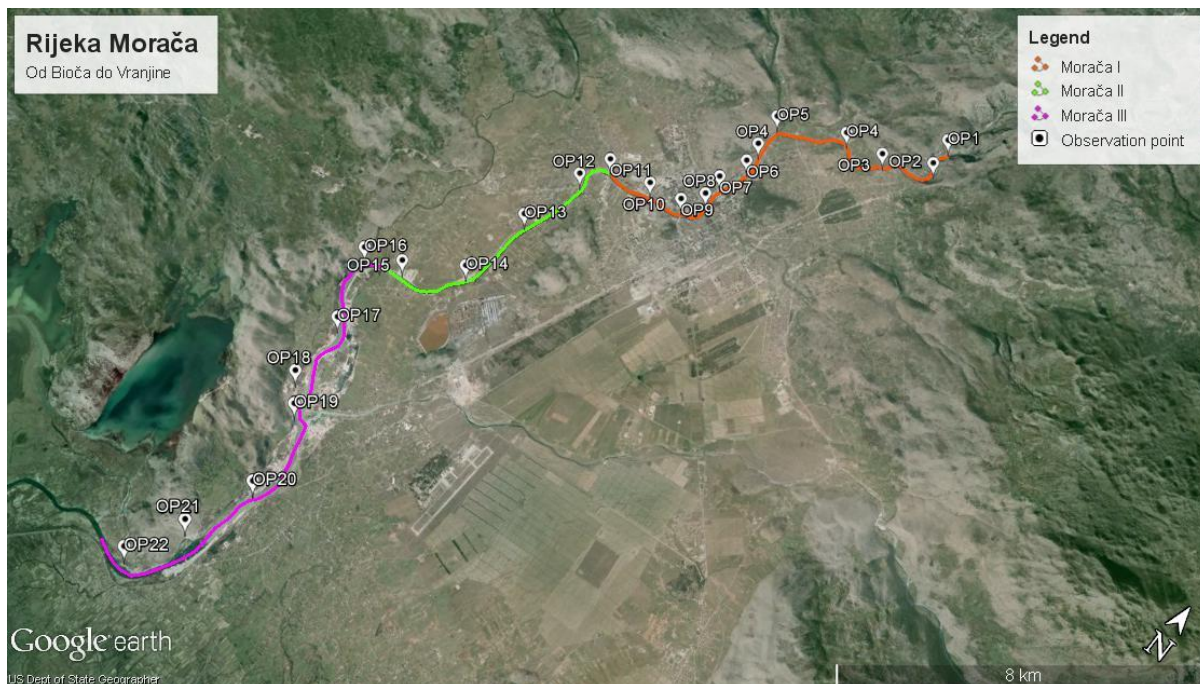 Rijeka Morača
Od Bioča do Vranjine
Legend
Morača I
Morača II
Morača III
Observation point
OP5
OP4
OP4
OP1
OP12
OP11
OP6
OP3
OP2
OP8
OP7
OP10
OP9
OP13
OP16
OP15
OP14
OP17
OP18
OP19
OP20
OP21
OP22
Google earth
N
8 km
US Dept of State Geographer